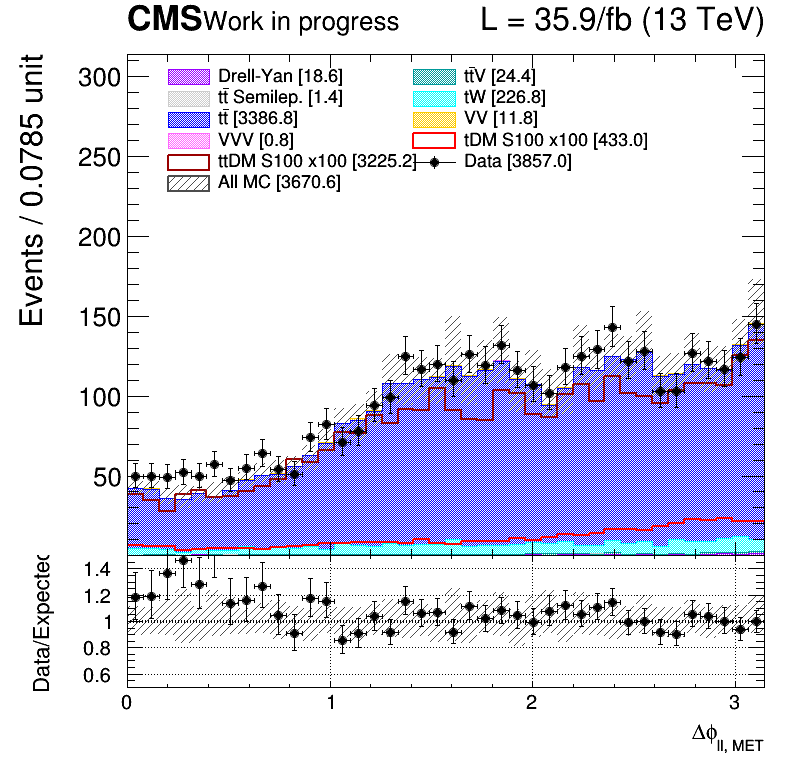 CMS Work in progress L = 35.9/fb (13 TeV)
Events / 0.0785 unit
300
250
200
150
100
50
Drell-Yan [18.6] tt̄V [24.4]
tt̄ Semilep. [1.4] tW [226.8]
tt̄ [3386.8] VV [11.8]
VVV [0.8] tDM S100 x100 [433.0]
ttDM S100 x100 [3225.2] Data [3857.0]
All MC [3670.6]
Data/Expected
1.4
1.2
1
0.8
0.6
0 1 2 3
Δϕll, MET